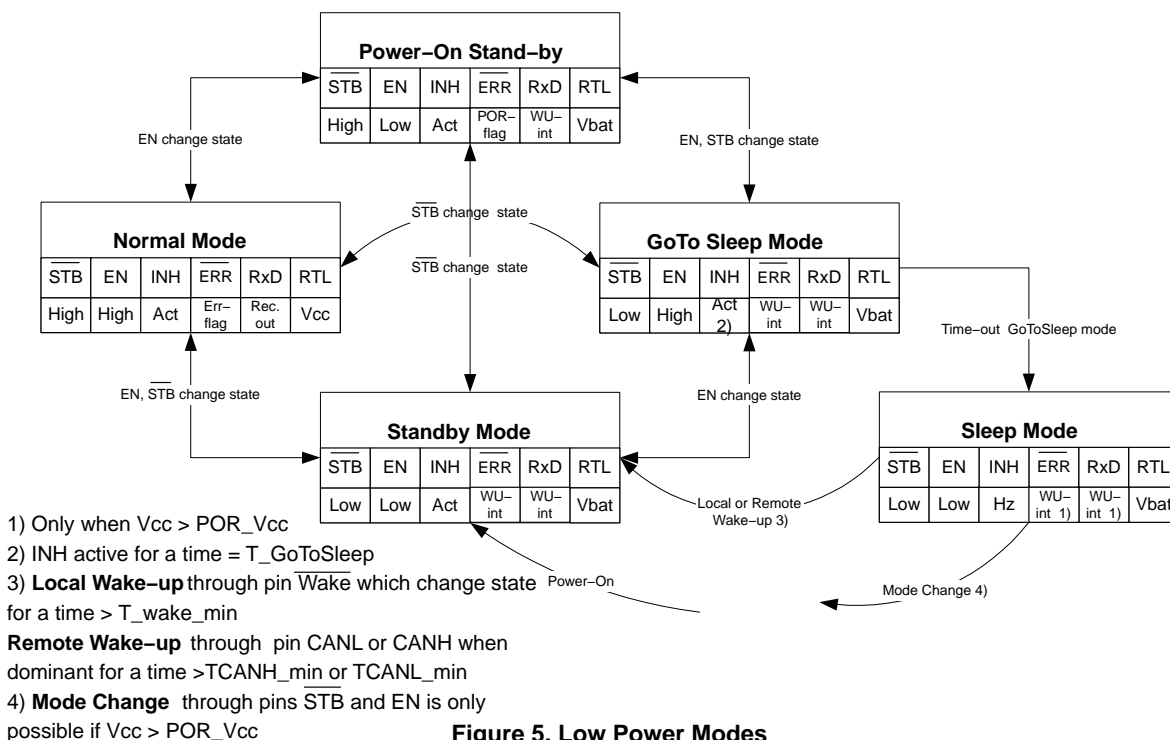 Power−On Stand−by
STB EN INH ERR RxD RTL
High Low Act POR−flag WU−int Vbat
EN change state
EN, STB change state
STB change state
Normal Mode
STB EN INH ERR RxD RTL
High High Act Err−flag Rec. out Vcc
STB change state
GoTo Sleep Mode
STB EN INH ERR RxD RTL
Low High Act 2) WU−int WU−int Vbat
Time−out GoToSleep mode
EN, STB change state
EN change state
Standby Mode
STB EN INH ERR RxD RTL
Low Low Act WU−int WU−int Vbat
Sleep Mode
STB EN INH ERR RxD RTL
Low Low Hz WU−int 1) WU−int 1) Vbat
Local or Remote
Wake−up 3)
Power−On
Mode Change 4)
1) Only when Vcc > POR_Vcc
2) INH active for a time = T_GoToSleep
3) Local Wake−up through pin Wake which change state
for a time > T_wake_min
Remote Wake−up through pin CANL or CANH when
dominant for a time >TCANH_min or TCANL_min
4) Mode Change through pins STB and EN is only
possible if Vcc > POR_Vcc
Figure 5. Low Power Modes